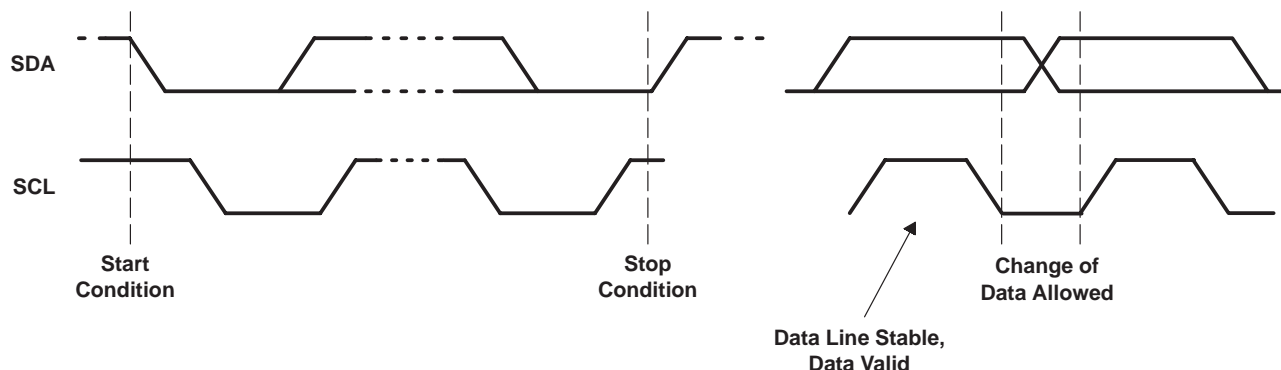 SDA
SCL
Start
Condition
Stop
Condition
Change of
Data Allowed
Data Line Stable,
Data Valid